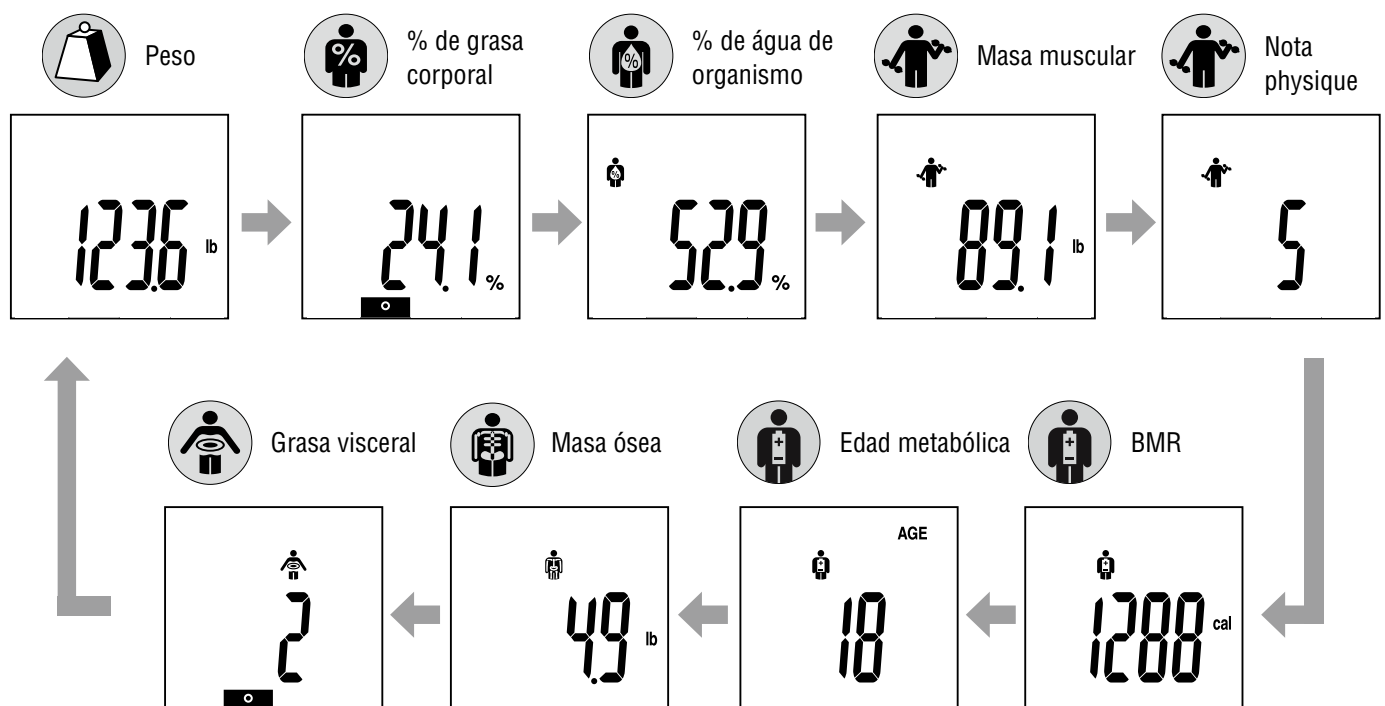 Peso
% de grasa
corporal
% de água de
organismo
Masa muscular
Nota
physique
%
%
%
123.6 lb
24.1 %
%
52.9 %
89.1 lb
5
Grasa visceral
Masa ósea
Edad metabólica
BMR
AGE
2
4.9 lb
18
1288 cal